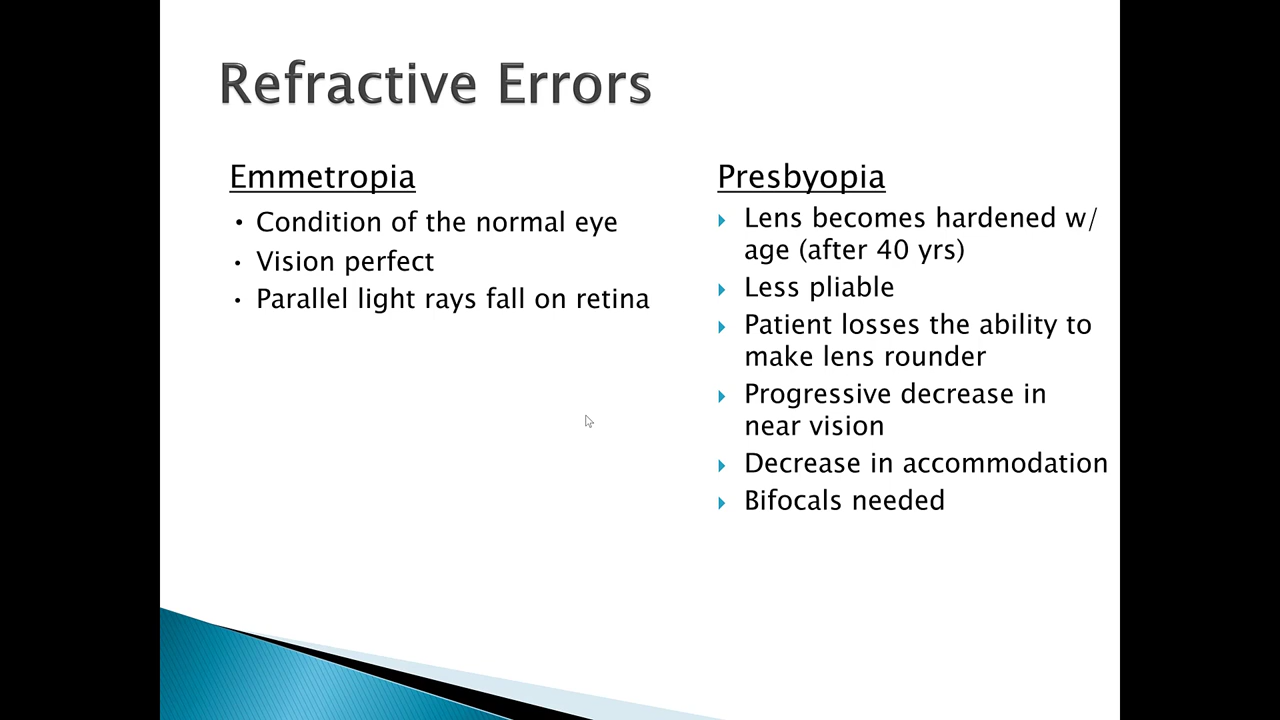 Refractive Errors
Emmetropia
• Condition of the normal eye
• Vision perfect
• Parallel light rays fall on retina
Presbyopia
Lens becomes hardened w/
age (after 40 yrs)
Less pliable
Patient losses the ability to
make lens rounder
Progressive decrease in
near vision
Decrease in accommodation
Bifocals needed